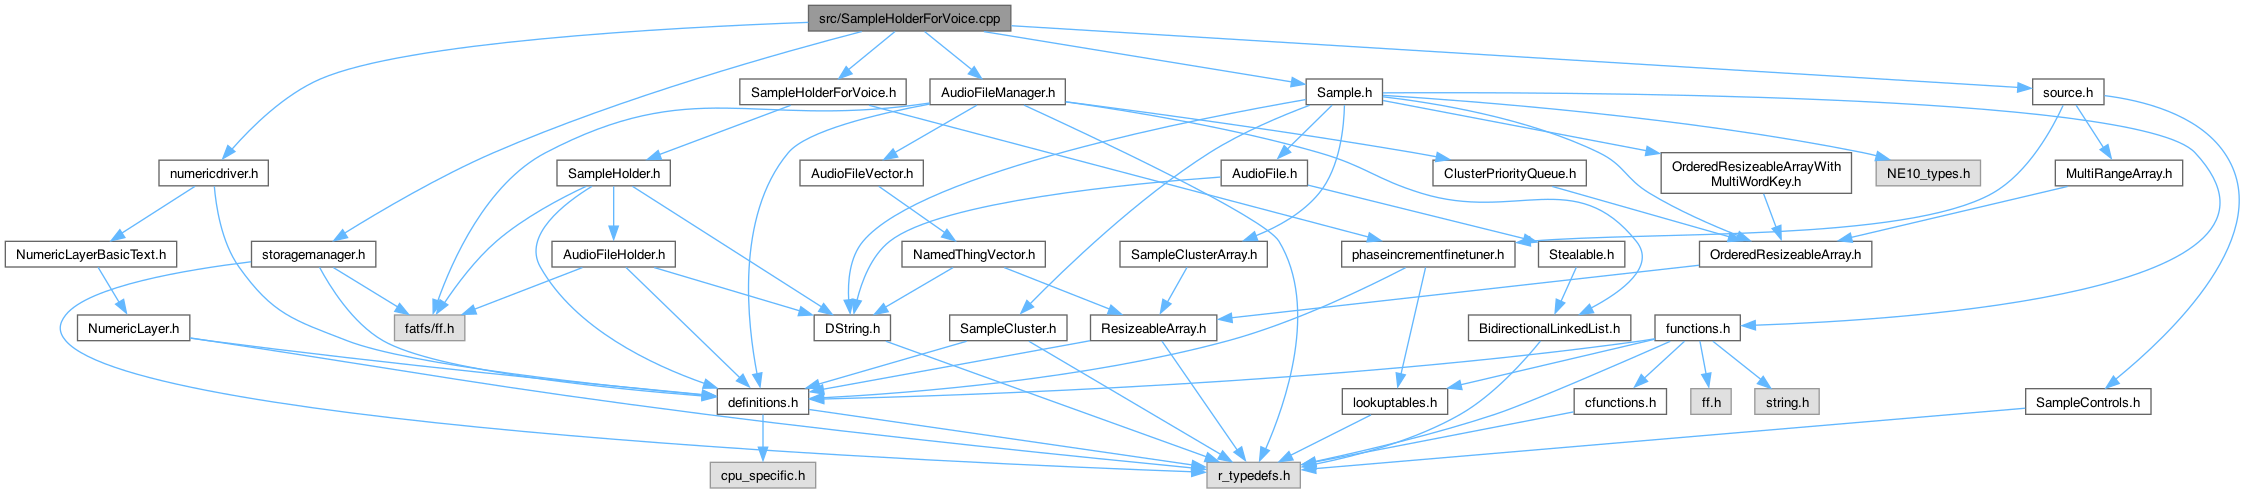 src/SampleHolderForVoice.cpp
SampleHolderForVoice.h
AudioFileManager.h
Sample.h
source.h
numericdriver.h
SampleHolder.h
AudioFileVector.h
AudioFile.h
ClusterPriorityQueue.h
OrderedResizeableArrayWith
MultiWordKey.h
NE10_types.h
MultiRangeArray.h
NumericLayerBasicText.h
storagemanager.h
AudioFileHolder.h
NamedThingVector.h
SampleClusterArray.h
phaseincrementfinetuner.h
Stealable.h
OrderedResizeableArray.h
NumericLayer.h
fatfs/ff.h
DString.h
SampleCluster.h
ResizeableArray.h
BidirectionalLinkedList.h
functions.h
definitions.h
lookuptables.h
cfunctions.h
ff.h
string.h
SampleControls.h
cpu_specific.h
r_typedefs.h